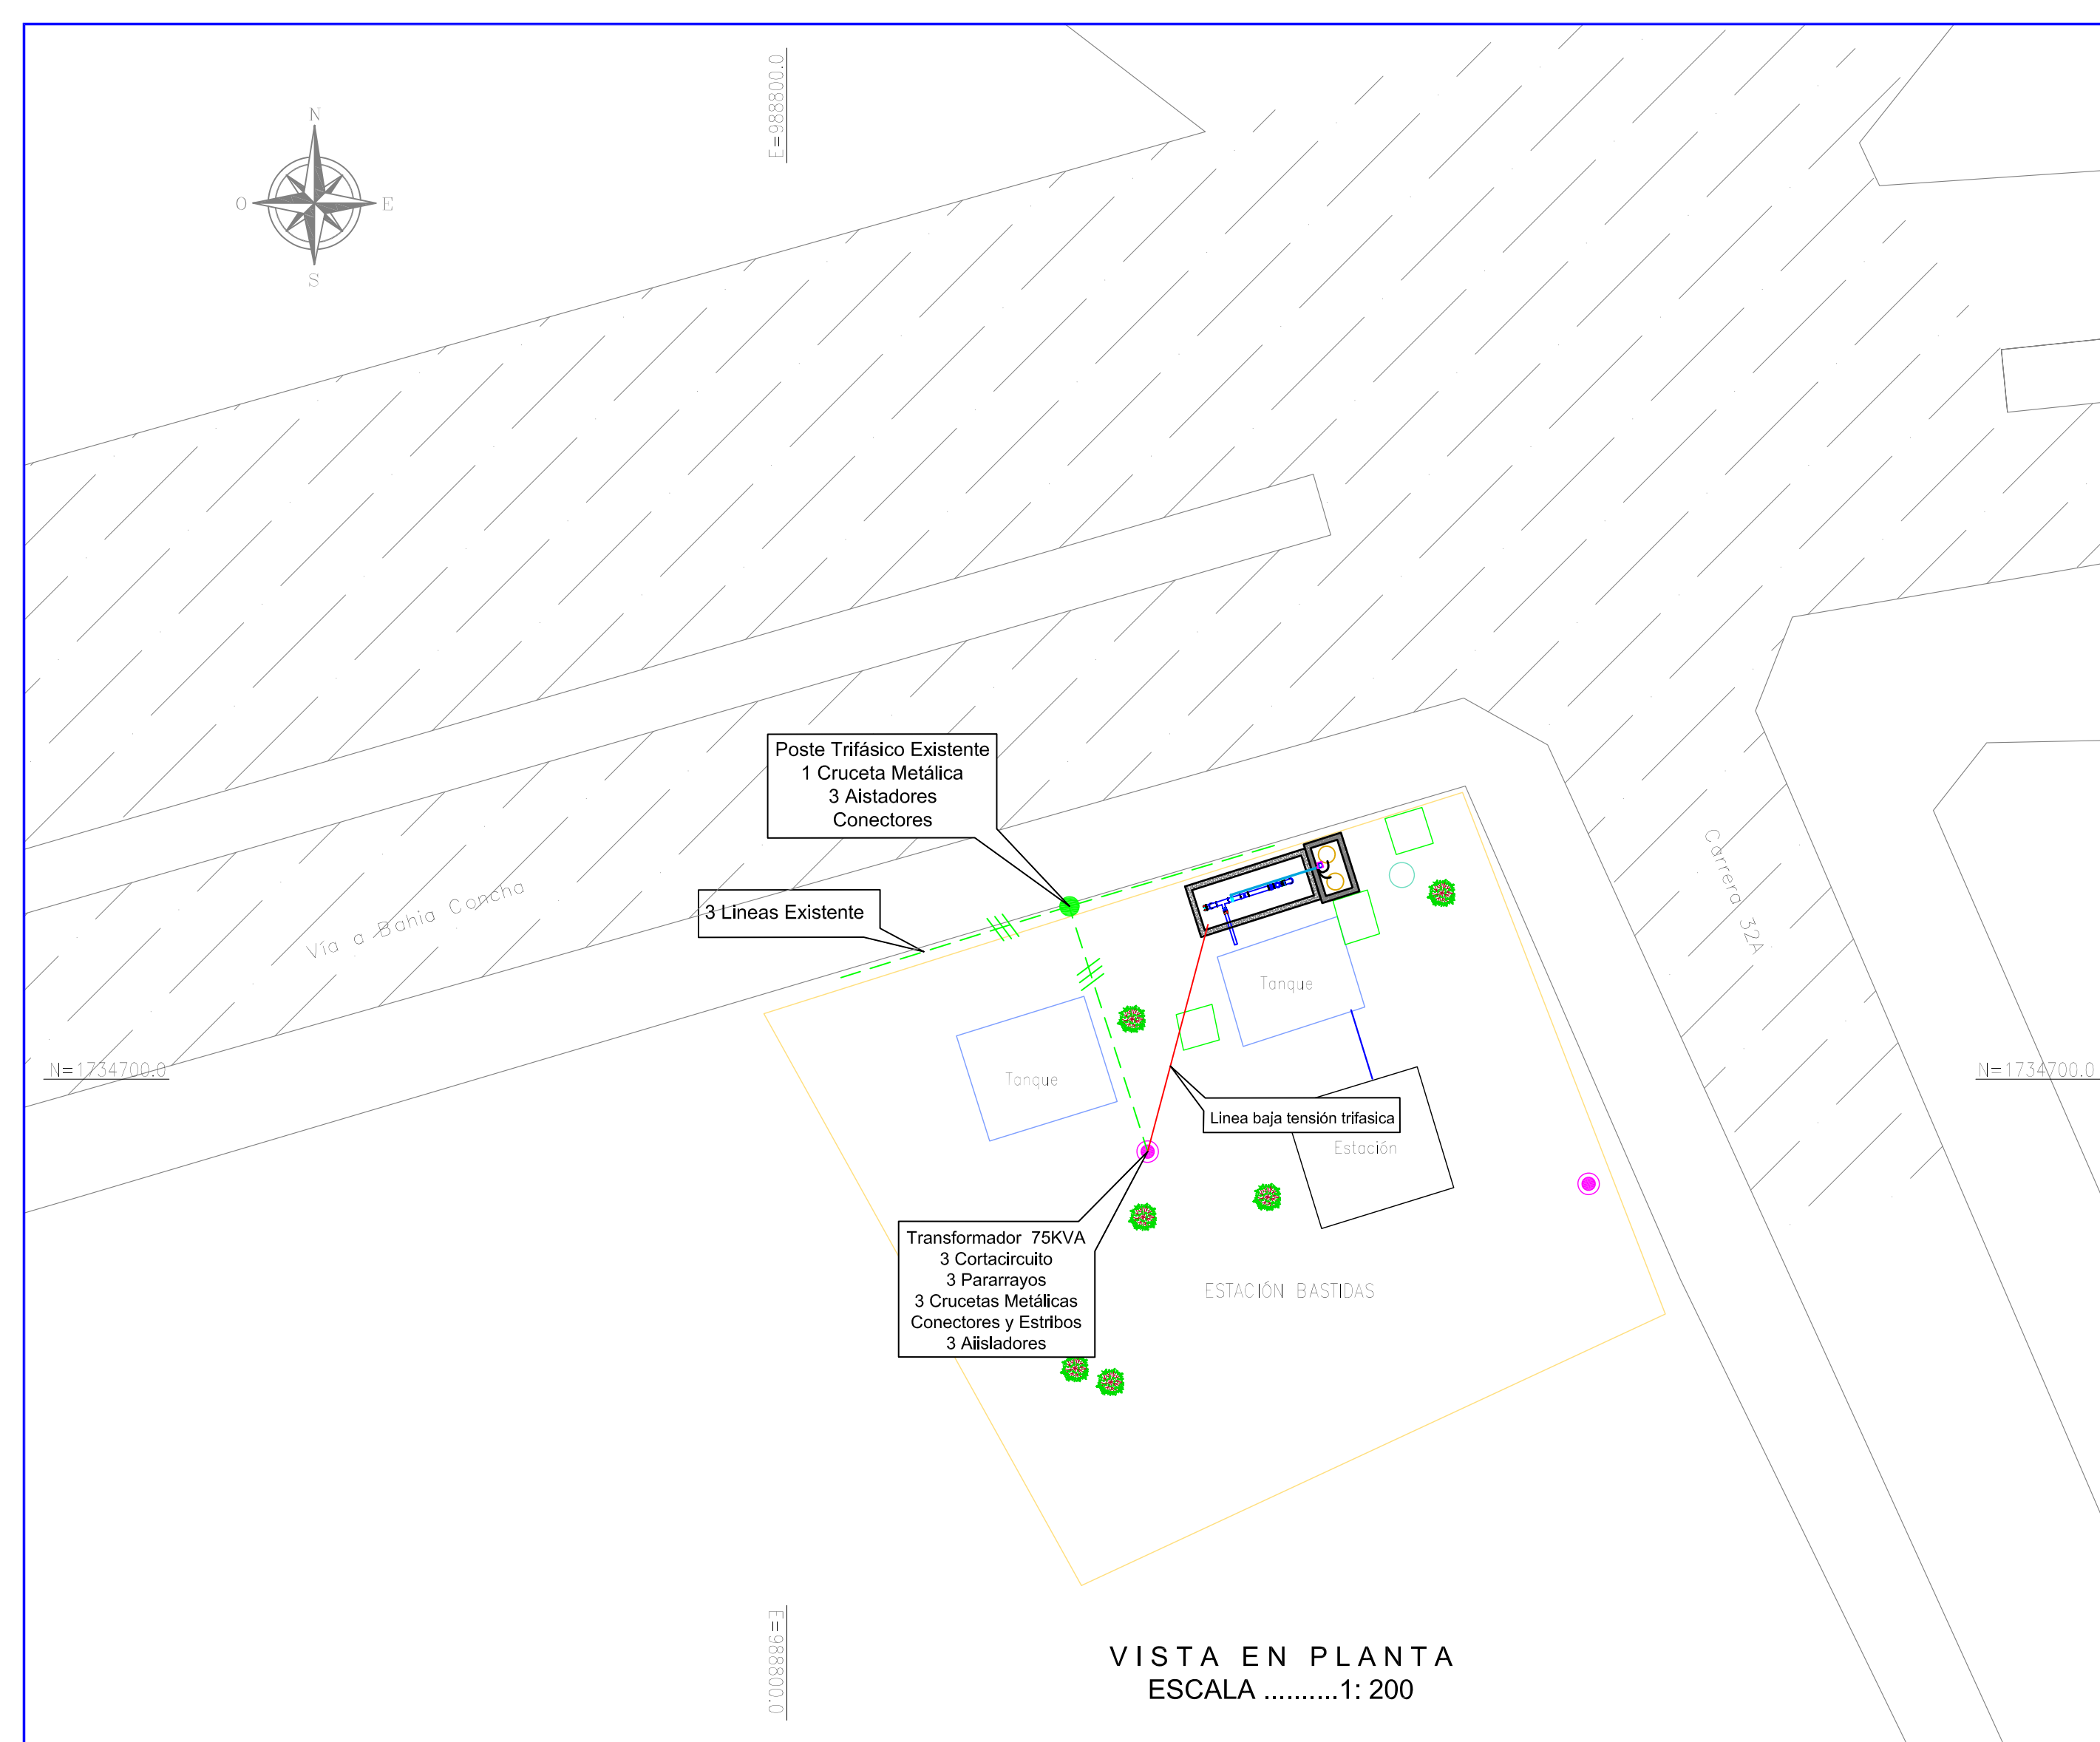 E=988800.0
N
O
E
S
Poste Trifásico Existente
1 Cruceta Metálica
3 Aistadores
Conectores
3 Lineas Existente
Vía a Bahia Concha
Carrera 32A
Tanque
Tanque
N=1734700.0
N=1734700.0
Linea baja tensión trifasica
Estación
Transformador 75KVA
3 Cortacircuito
3 Pararrayos
3 Crucetas Metálicas
Conectores y Estribos
3 Aiisladores
ESTACIÓN BASTIDAS
E=988800.0
VISTA EN PLANTA
ESCALA ..........1: 200